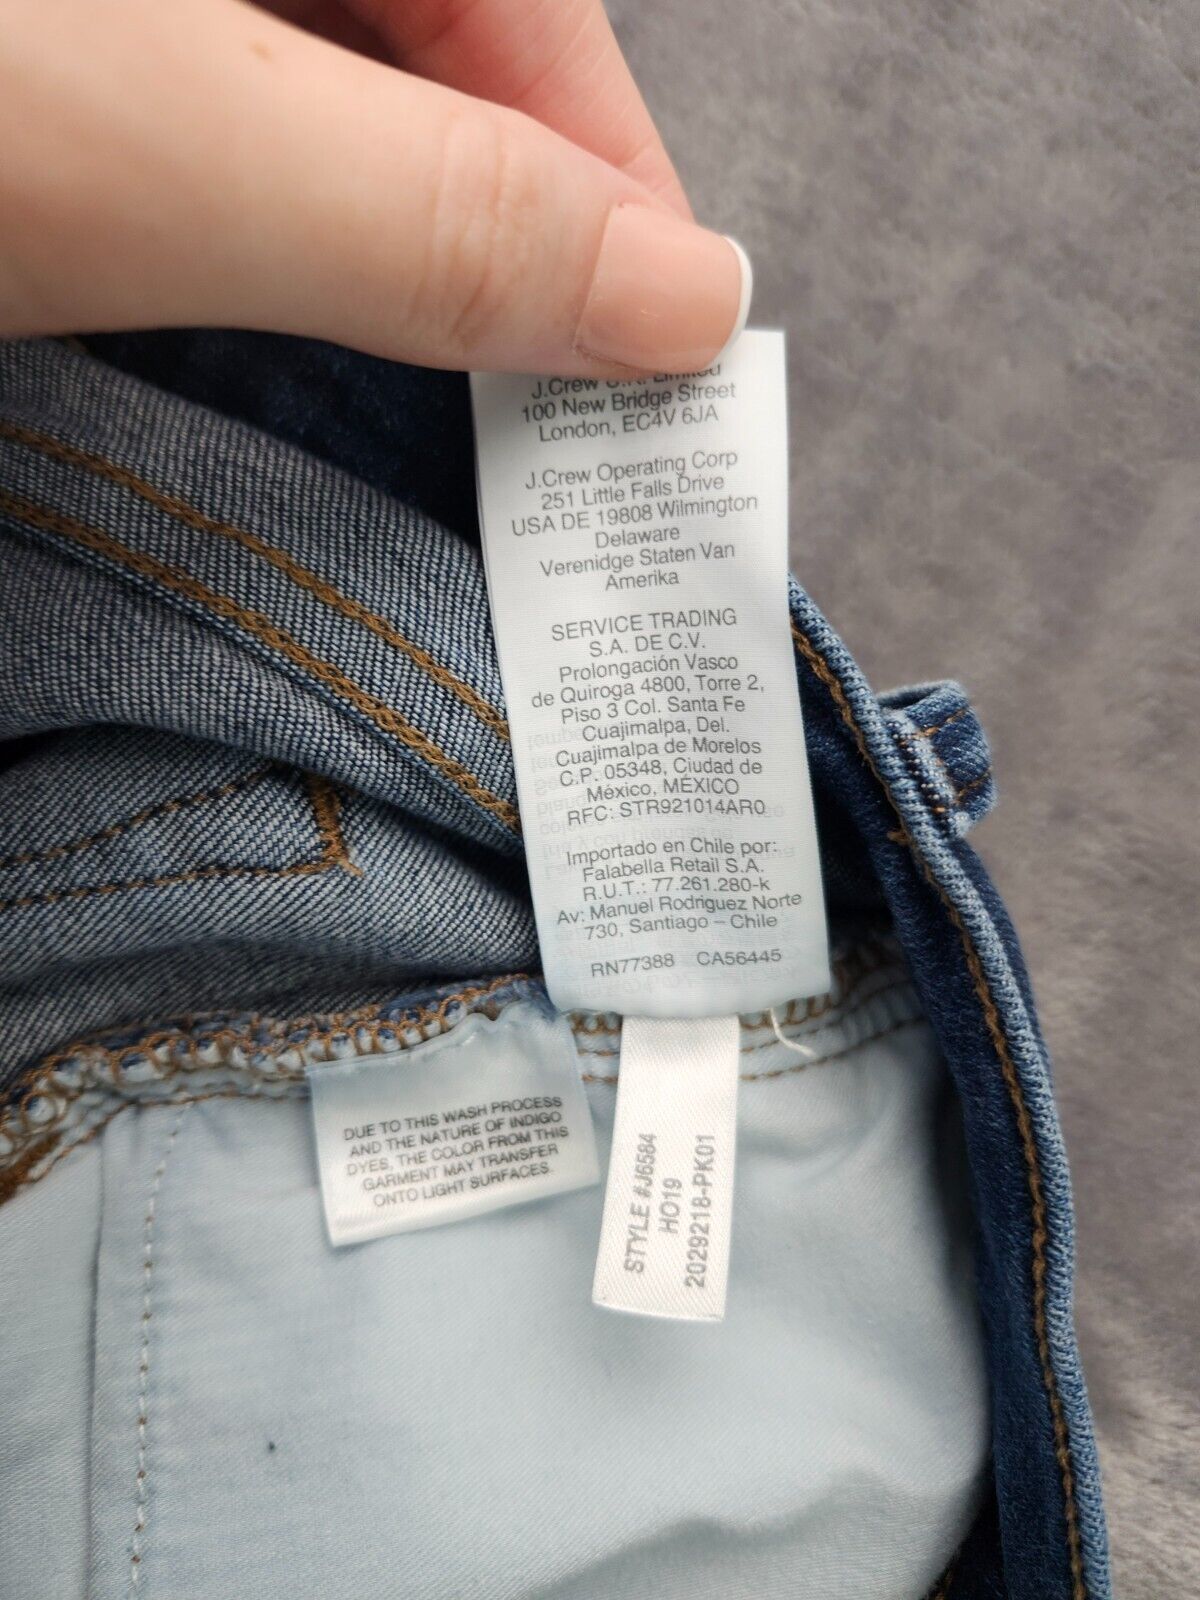 J.Crew U.K. Limited
100 New Bridge Street
London, EC4V 6JA
J.Crew Operating Corp
251 Little Falls Drive
USA DE 19808 Wilmington
Delaware
Verenidge Staten Van
Amerika
SERVICE TRADING
S.A. DE C.V.
Prolongación Vasco
de Quiroga 4800, Torre 2,
Piso 3 Col. Santa Fe
Cuajimalpa, Del.
Cuajimalpa de Morelos
C.P. 05348, Ciudad de
México, MÉXICO
RFC: STR921014AR0
Importado en Chile por:
Falabella Retail S.A.
R.U.T.: 77.261.280-k
Av: Manuel Rodriguez Norte
730, Santiago – Chile
RN77388 CA56445
DUE TO THIS WASH PROCESS
AND THE NATURE OF INDIGO
DYES, THE COLOR FROM THIS
GARMENT MAY TRANSFER
ONTO LIGHT SURFACES.
STYLE #J6584
HO19
2029218-PK01